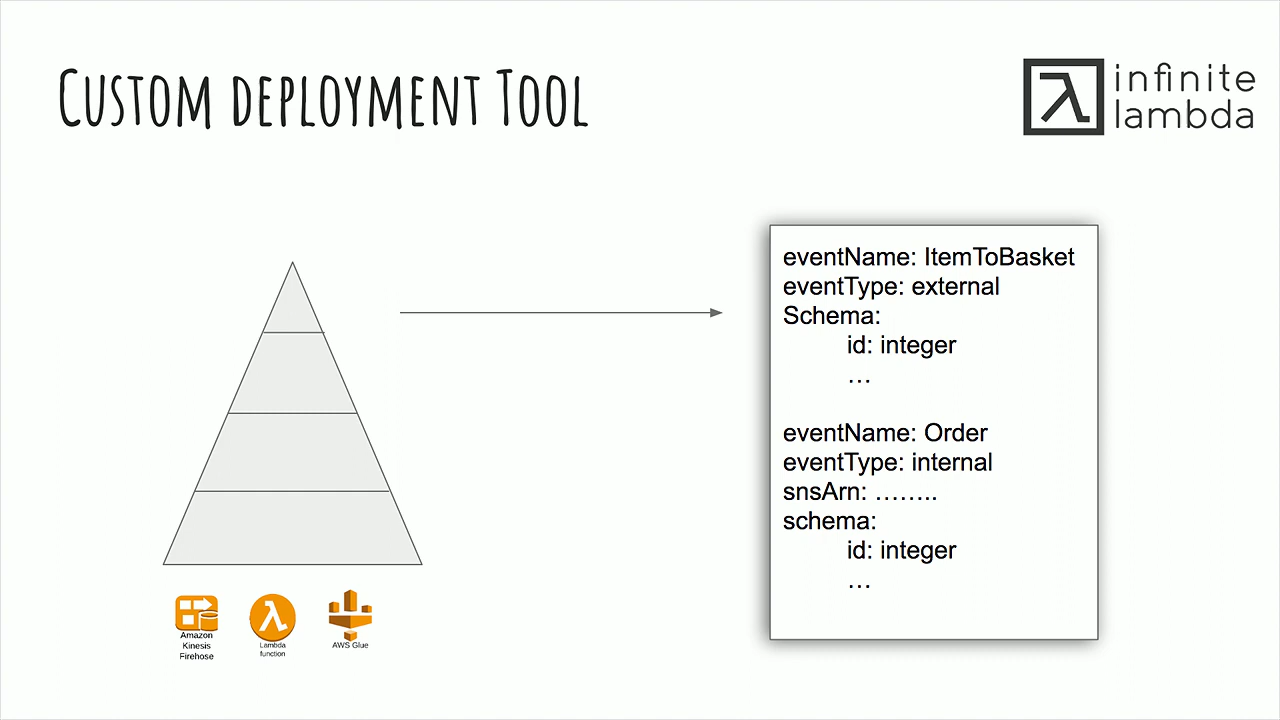 Custom deployment Tool
infinite
lambda
eventName: ItemToBasket
eventType: external
Schema:
id: integer
...
eventName: Order
eventType: internal
snsArn: ........
schema:
id: integer
...
Amazon
Kinesis
Firehose
Lambda
function
AWS Glue